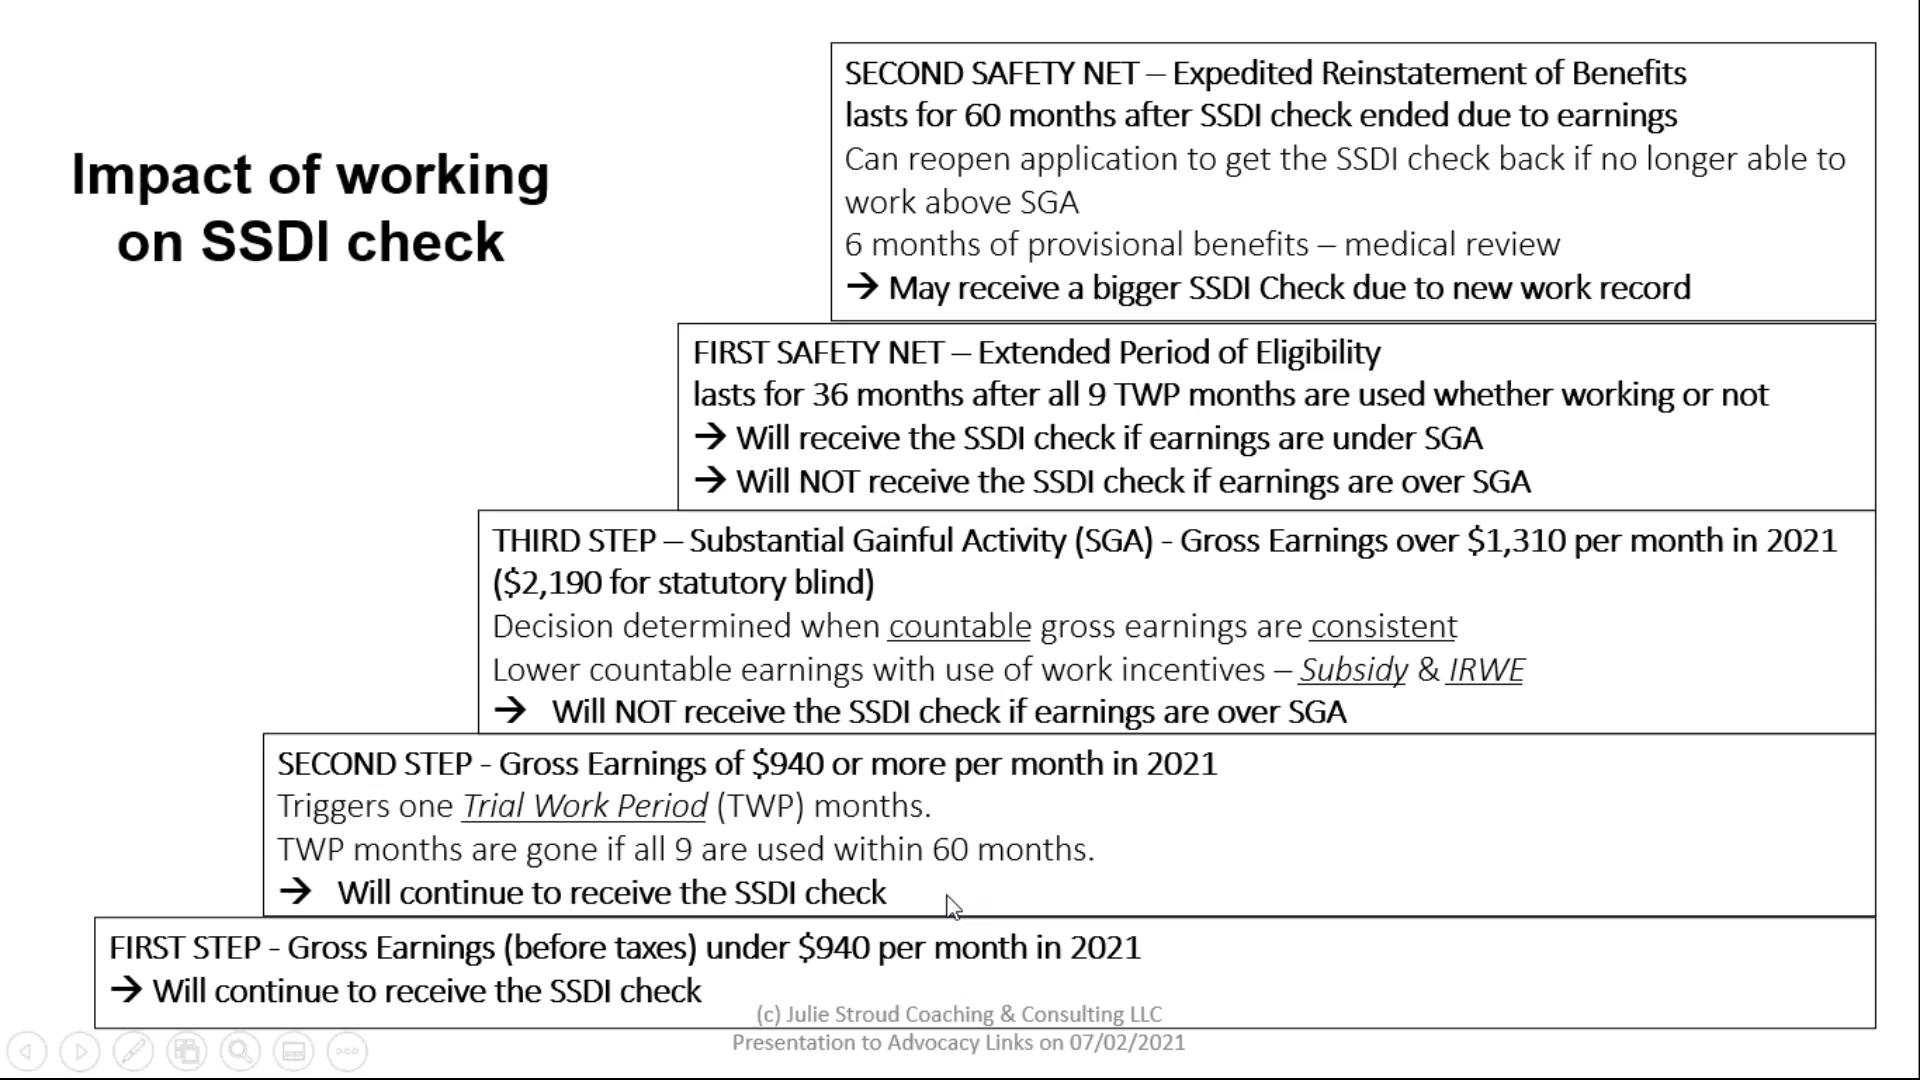 Impact of working
on SSDI check
SECOND SAFETY NET – Expedited Reinstatement of Benefits
lasts for 60 months after SSDI check ended due to earnings
Can reopen application to get the SSDI check back if no longer able to
work above SGA
6 months of provisional benefits – medical review
→ May receive a bigger SSDI Check due to new work record
FIRST SAFETY NET – Extended Period of Eligibility
lasts for 36 months after all 9 TWP months are used whether working or not
→ Will receive the SSDI check if earnings are under SGA
→ Will NOT receive the SSDI check if earnings are over SGA
THIRD STEP – Substantial Gainful Activity (SGA) - Gross Earnings over $1,310 per month in 2021
($2,190 for statutory blind)
Decision determined when countable gross earnings are consistent
Lower countable earnings with use of work incentives – Subsidy & IRWE
→ Will NOT receive the SSDI check if earnings are over SGA
SECOND STEP - Gross Earnings of $940 or more per month in 2021
Triggers one Trial Work Period (TWP) months.
TWP months are gone if all 9 are used within 60 months.
→ Will continue to receive the SSDI check
FIRST STEP - Gross Earnings (before taxes) under $940 per month in 2021
→ Will continue to receive the SSDI check
(c) Julie Stroud Coaching & Consulting LLC
Presentation to Advocacy Links on 07/02/2021